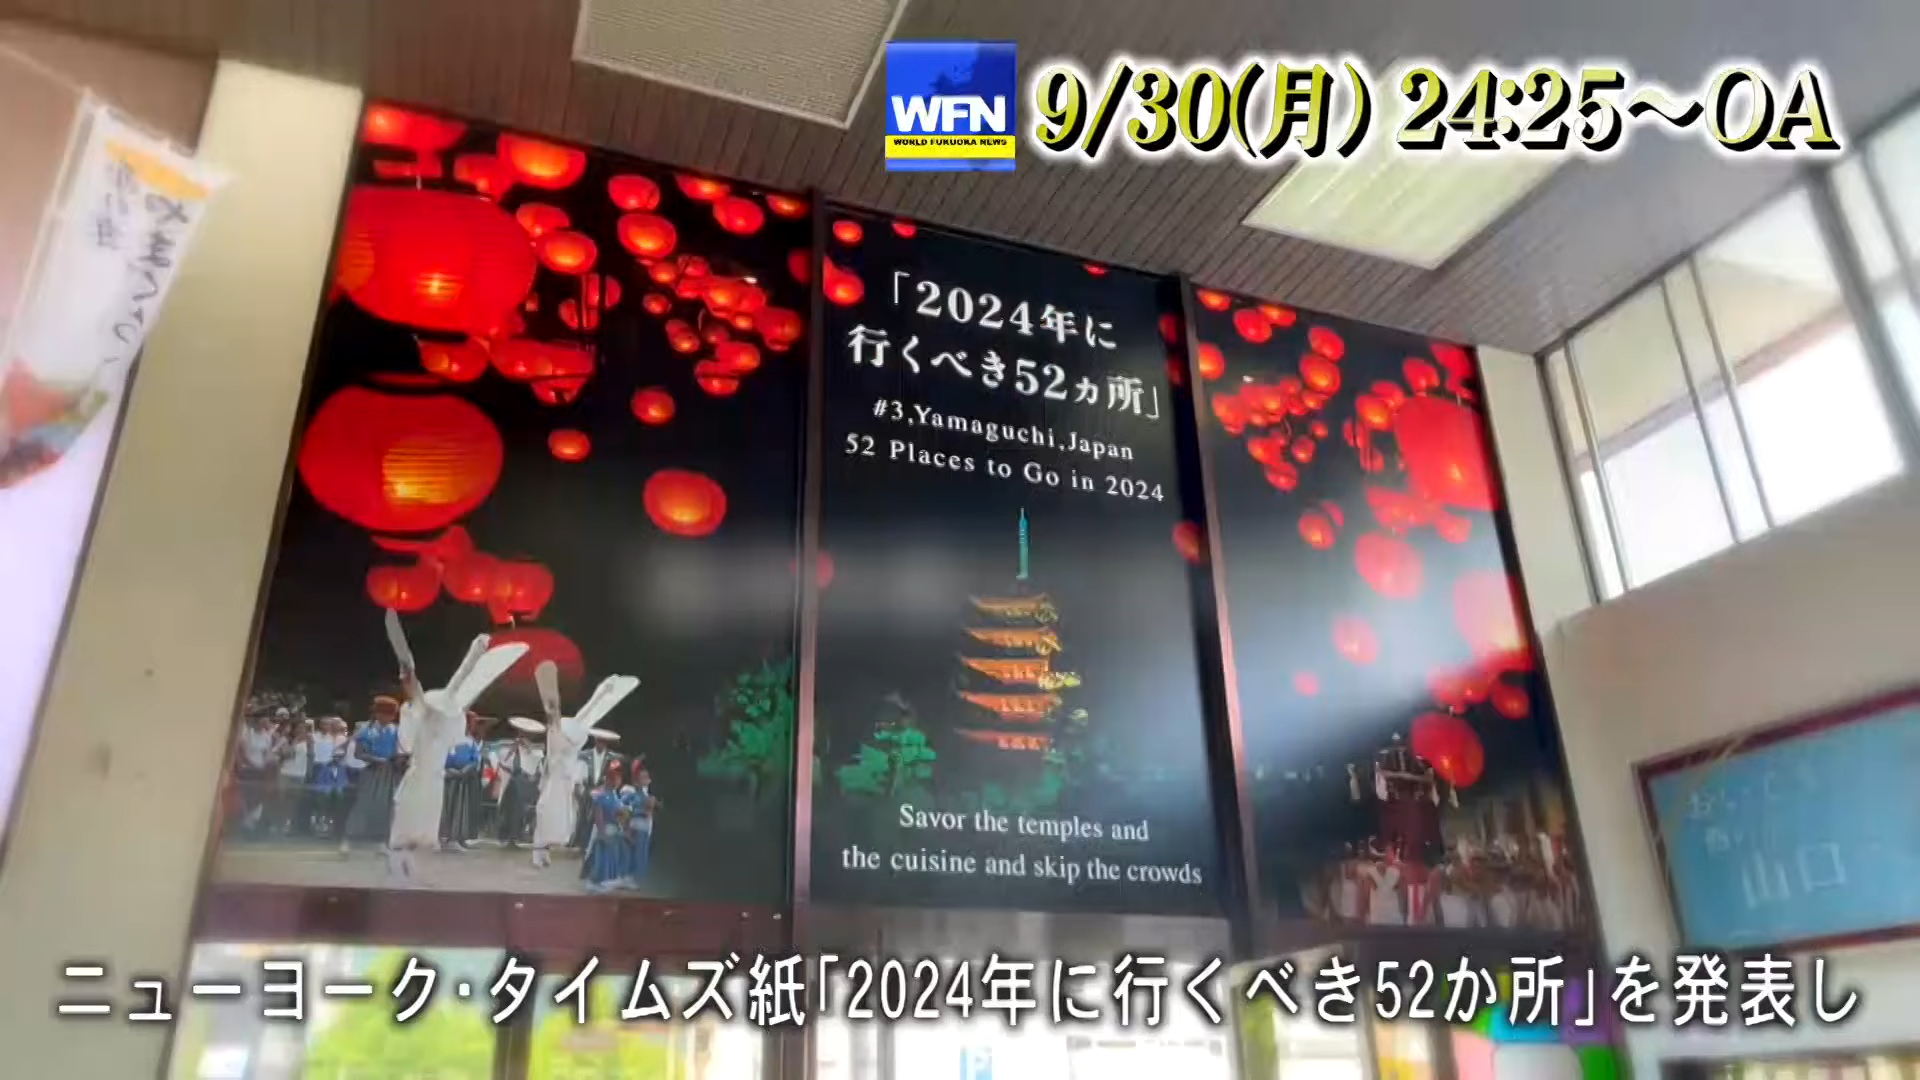 WFN
WORLD FUKUOKA NEWS
9/30(月) 24:25～OA
「2024年に
行くべき52ヵ所」
#3,Yamaguchi,Japan
52 Places to Go in 2024
Savor the temples and
the cuisine and skip the crowds
山口
ニューヨーク・タイムズ紙「2024年に行くべき52か所」を発表し